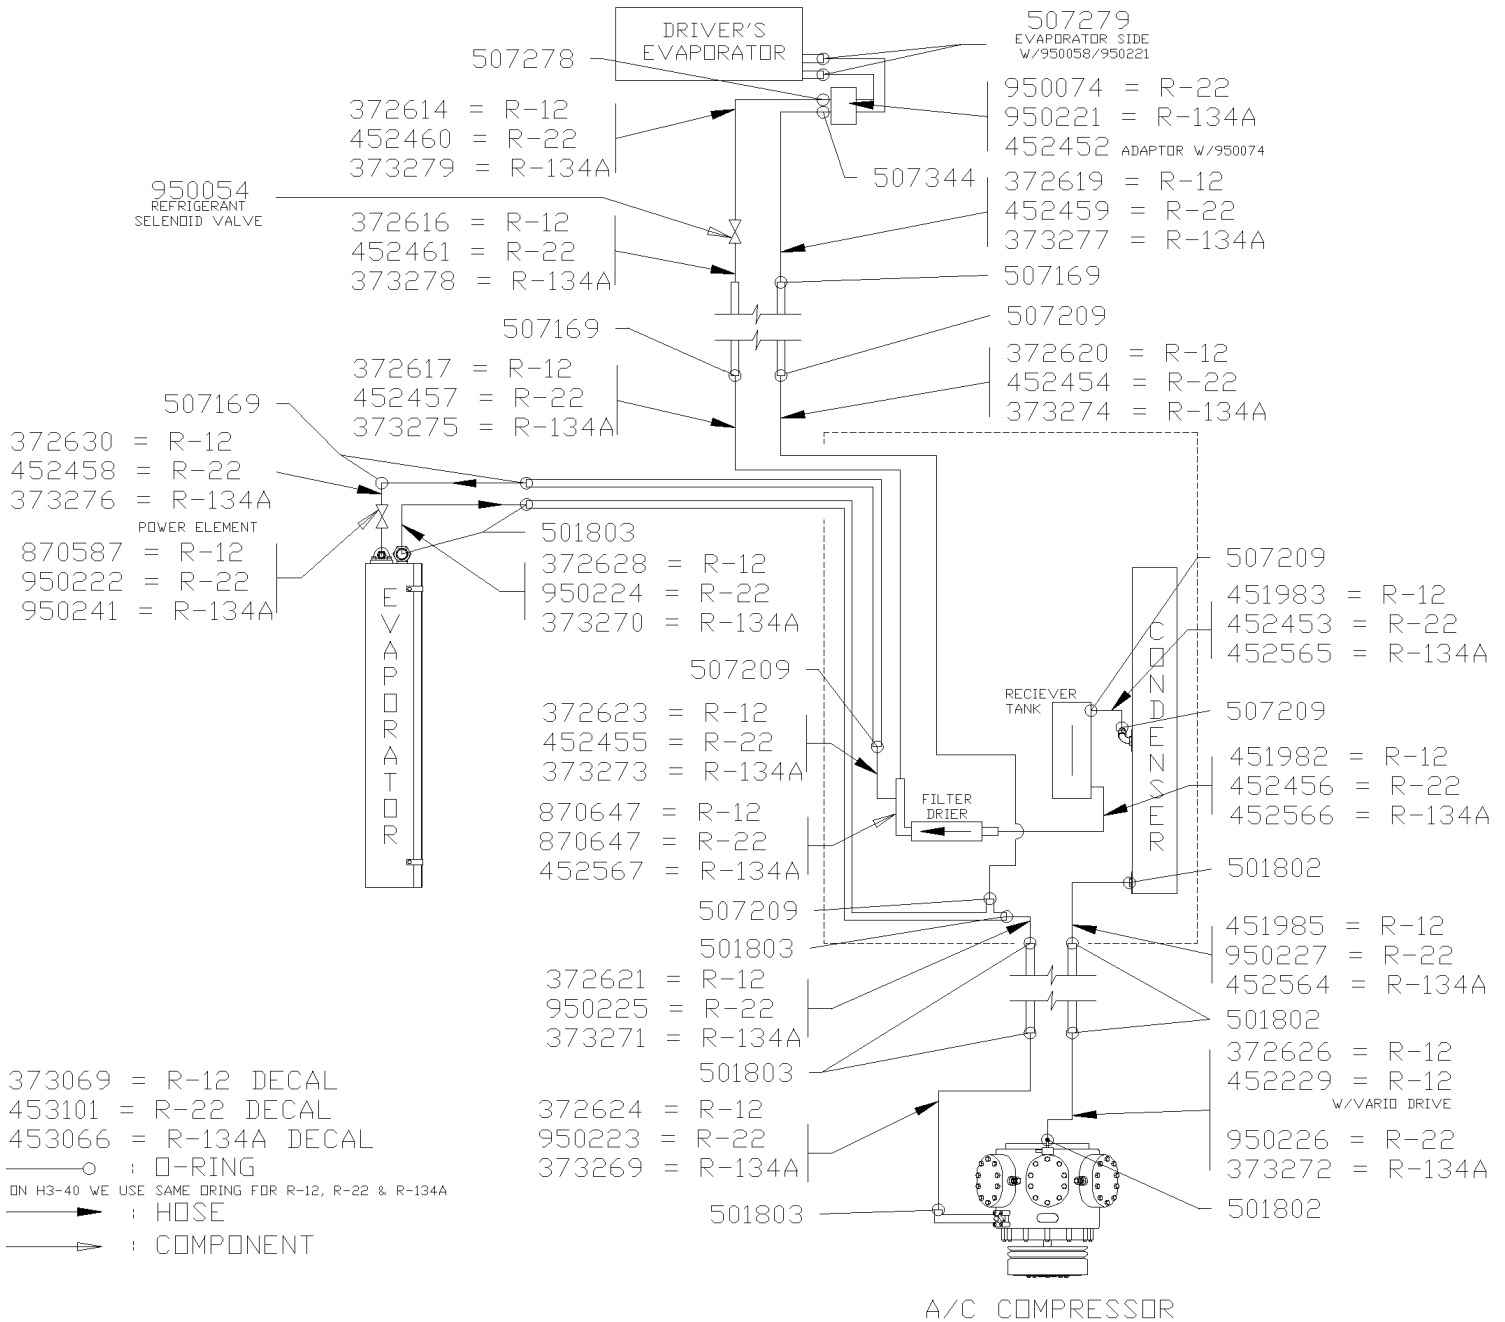 DRIVER'S
EVAPORATOR
507279
EVAPORATOR SIDE
W/950058/950221
507278
372614 = R-12
452460 = R-22
373279 = R-134A
950074 = R-22
950221 = R-134A
452452 ADAPTOR W/950074
507344
950054
REFRIGERANT
SELENOID VALVE
372619 = R-12
452459 = R-22
373277 = R-134A
372616 = R-12
452461 = R-22
373278 = R-134A
507169
507209
507169
372617 = R-12
452457 = R-22
373275 = R-134A
372620 = R-12
452454 = R-22
373274 = R-134A
507169
372630 = R-12
452458 = R-22
373276 = R-134A
POWER ELEMENT
870587 = R-12
950222 = R-22
950241 = R-134A
501803
372628 = R-12
950224 = R-22
373270 = R-134A
EVAPORATOR
507209
451983 = R-12
452453 = R-22
452565 = R-134A
CONDENSER
RECIEVER
TANK
507209
507209
372623 = R-12
452455 = R-22
373273 = R-134A
451982 = R-12
452456 = R-22
452566 = R-134A
FILTER
DRIER
870647 = R-12
870647 = R-22
452567 = R-134A
501802
507209
501803
451985 = R-12
950227 = R-22
452564 = R-134A
372621 = R-12
950225 = R-22
373271 = R-134A
501802
501803
372626 = R-12
452229 = R-12
W/VARIO DRIVE
950226 = R-22
373272 = R-134A
372624 = R-12
950223 = R-22
373269 = R-134A
501803
501802
373069 = R-12 DECAL
453101 = R-22 DECAL
453066 = R-134A DECAL
: O-RING
ON H3-40 WE USE SAME ORING FOR R-12, R-22 & R-134A
: HOSE
: COMPONENT
A/C COMPRESSOR